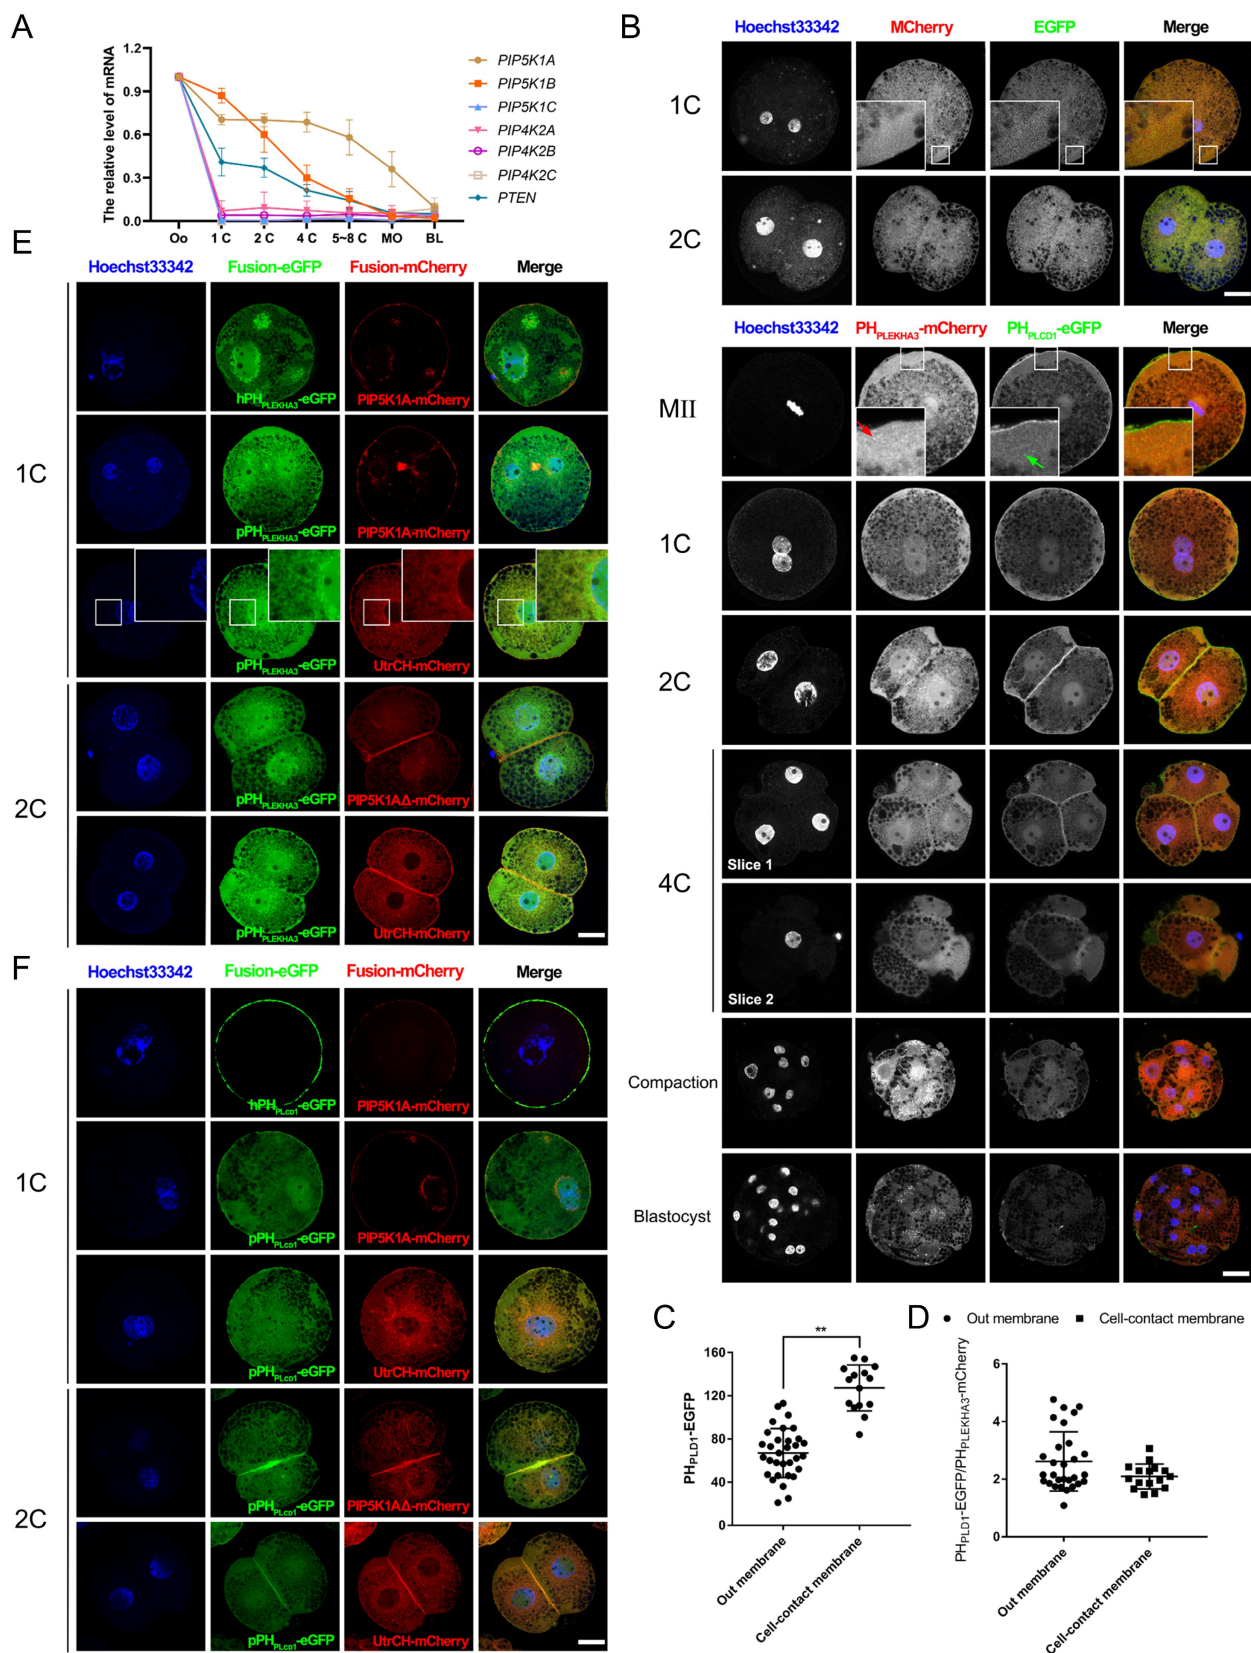 A
The relative level of mRNA
1.2
0.9
0.6
0.3
0.0
Oo 1 C 2 C 4 C 5~8 C MO BL
PIP5K1A
PIP5K1B
PIP5K1C
PIP4K2A
PIP4K2B
PIP4K2C
PTEN
B
Hoechst33342 MCherry EGFP Merge
1C
2C
Hoechst33342 PHPLEKHA3-mCherry PHPLCD1-eGFP Merge
MII
1C
2C
4C
Slice 1
Slice 2
Compaction
Blastocyst
C
PHPLD1-EGFP
160
120
80
40
0
**
Out membrane
Cell-contact membrane
D
Out membrane Cell-contact membrane
PHPLD1-EGFP/PHPLEKHA3-mCherry
6
4
2
0
Out membrane
Cell-contact membrane
E
Hoechst33342 Fusion-eGFP Fusion-mCherry Merge
1C
hPHPLEKHA3-eGFP PIP5K1A-mCherry
pPHPLEKHA3-eGFP PIP5K1A-mCherry
pPHPLEKHA3-eGFP UtrCH-mCherry
2C
pPHPLEKHA3-eGFP PIP5K1AΔ-mCherry
pPHPLEKHA3-eGFP UtrCH-mCherry
F
Hoechst33342 Fusion-eGFP Fusion-mCherry Merge
1C
hPHPLCD1-eGFP PIP5K1A-mCherry
pPHPLCD1-eGFP PIP5K1A-mCherry
pPHPLCD1-eGFP UtrCH-mCherry
2C
pPHPLCD1-eGFP PIP5K1AΔ-mCherry
pPHPLCD1-eGFP UtrCH-mCherry